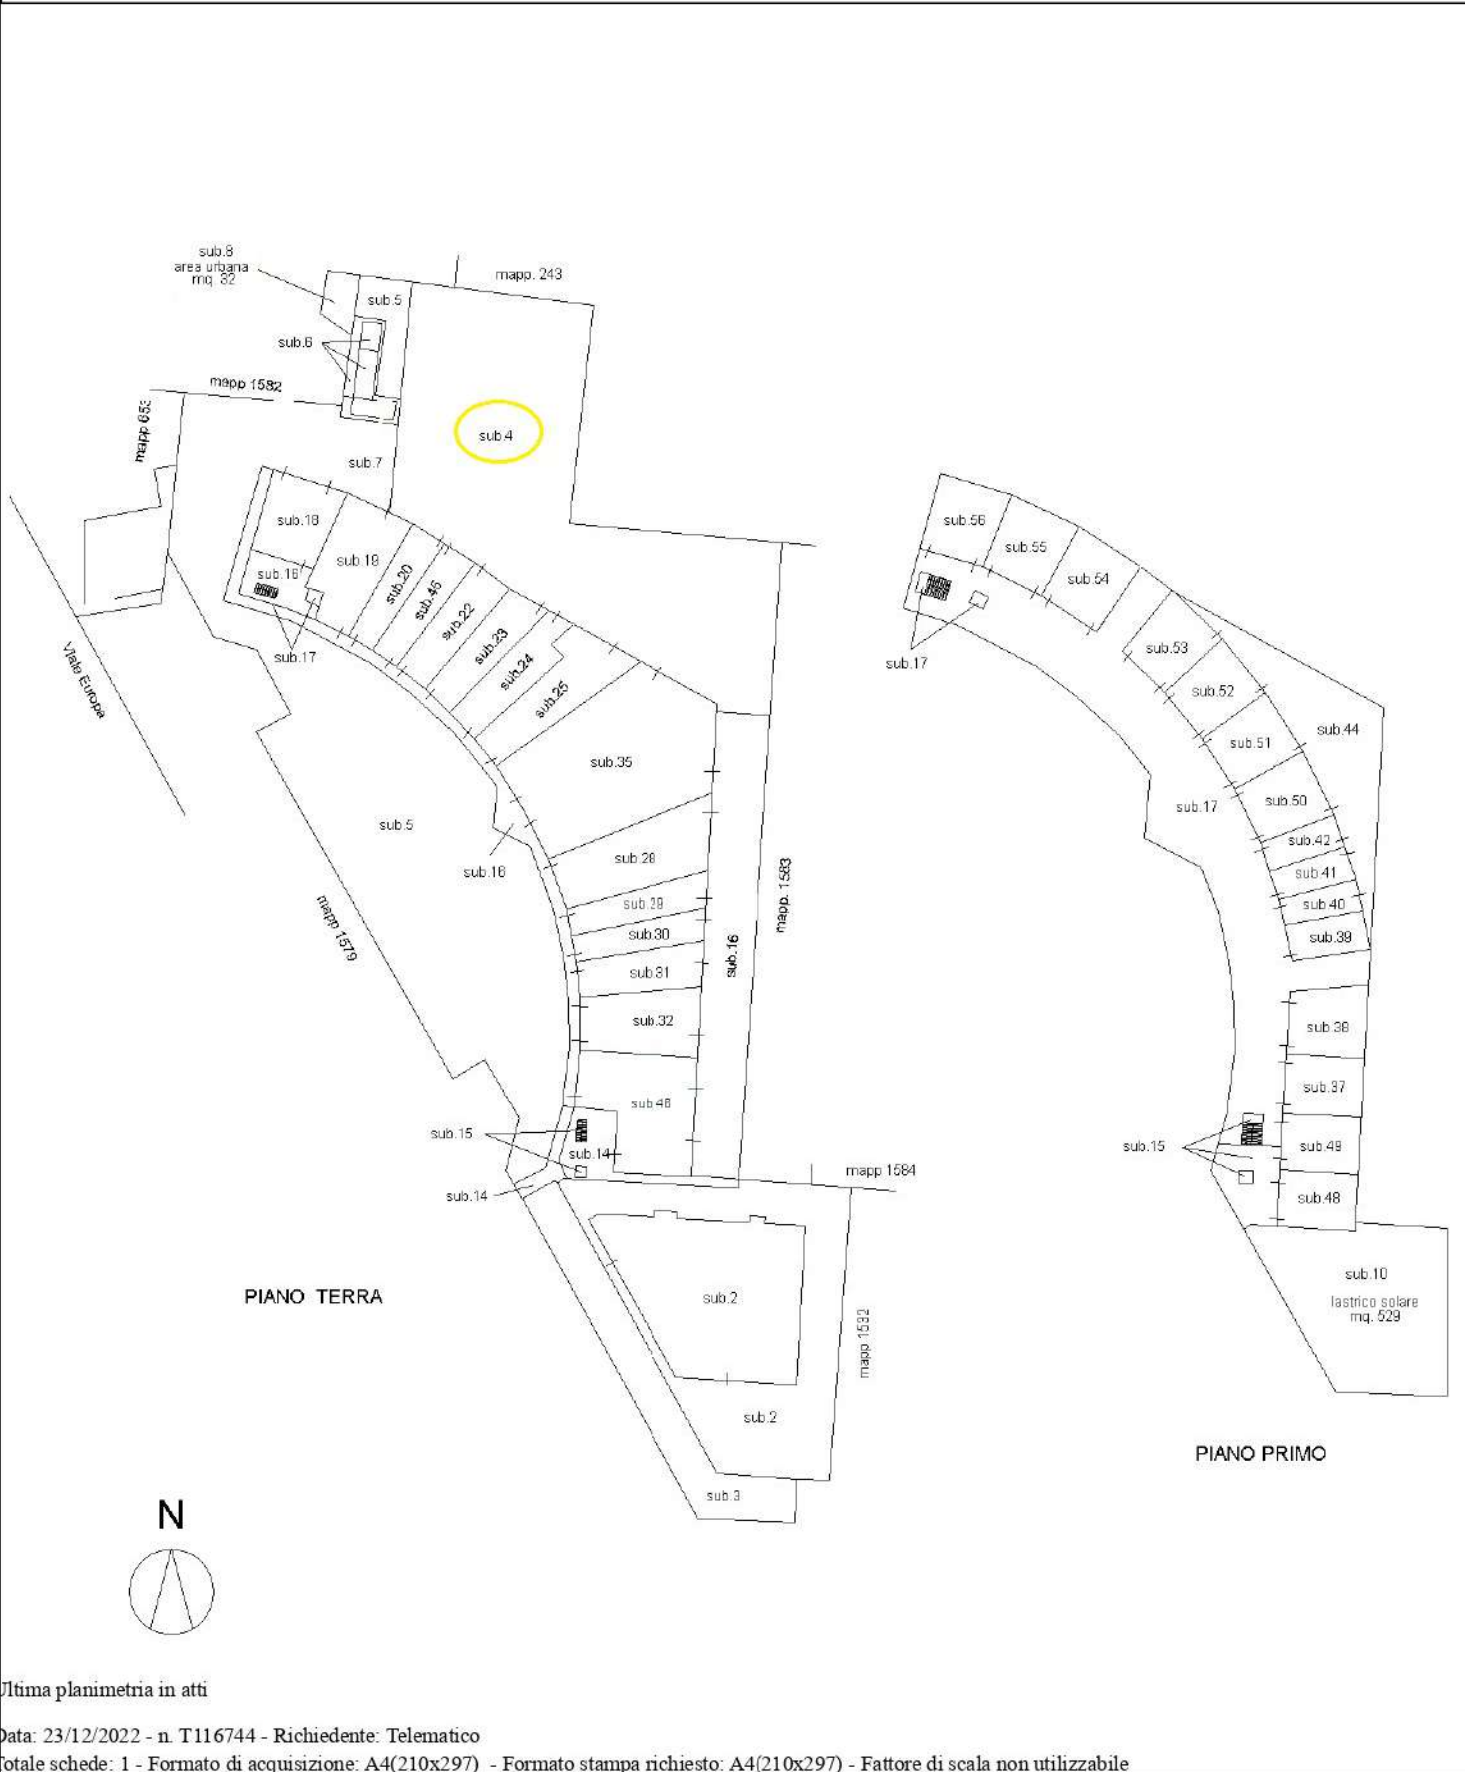 sub.8
area urbana
mq. 32
mapp. 243
sub.5
sub.6
mapp 1582
mapp 653
sub.4
sub.7
sub.18
sub.19
sub.16
sub.20
sub.45
sub.22
sub.23
sub.24
sub.25
sub.17
Viale Europa
sub.35
sub.5
sub.16
sub.28
sub.29
sub.30
sub.31
sub.32
sub.16
mapp. 1583
mapp 1579
sub 46
sub.15
sub.14
sub.14
mapp 1584
sub.2
mapp 1532
sub.2
sub.3
PIANO TERRA
sub.56
sub.55
sub.54
sub.17
sub.53
sub.52
sub.51
sub.44
sub.17
sub.50
sub.42
sub 41
sub 40
sub.39
sub.38
sub.37
sub.15
sub.49
sub.48
sub.10
lastrico solare
mq. 529
PIANO PRIMO
N
Ultima planimetria in atti
Data: 23/12/2022 - n. T116744 - Richiedente: Telematico
Totale schede: 1 - Formato di acquisizione: A4(210x297) - Formato stampa richiesto: A4(210x297) - Fattore di scala non utilizzabile